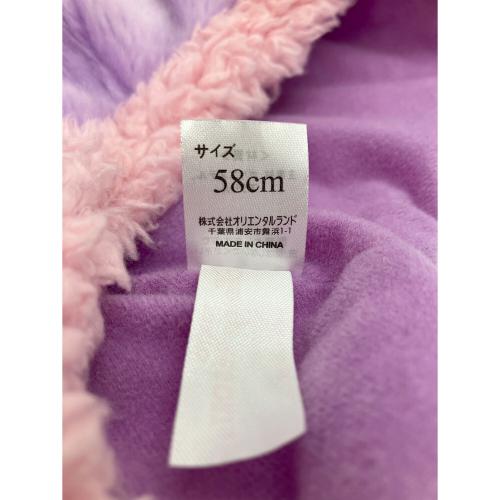 サイズ
58cm
株式会社オリエンタルランド
千葉県浦安市舞浜1-1
MADE IN CHINA